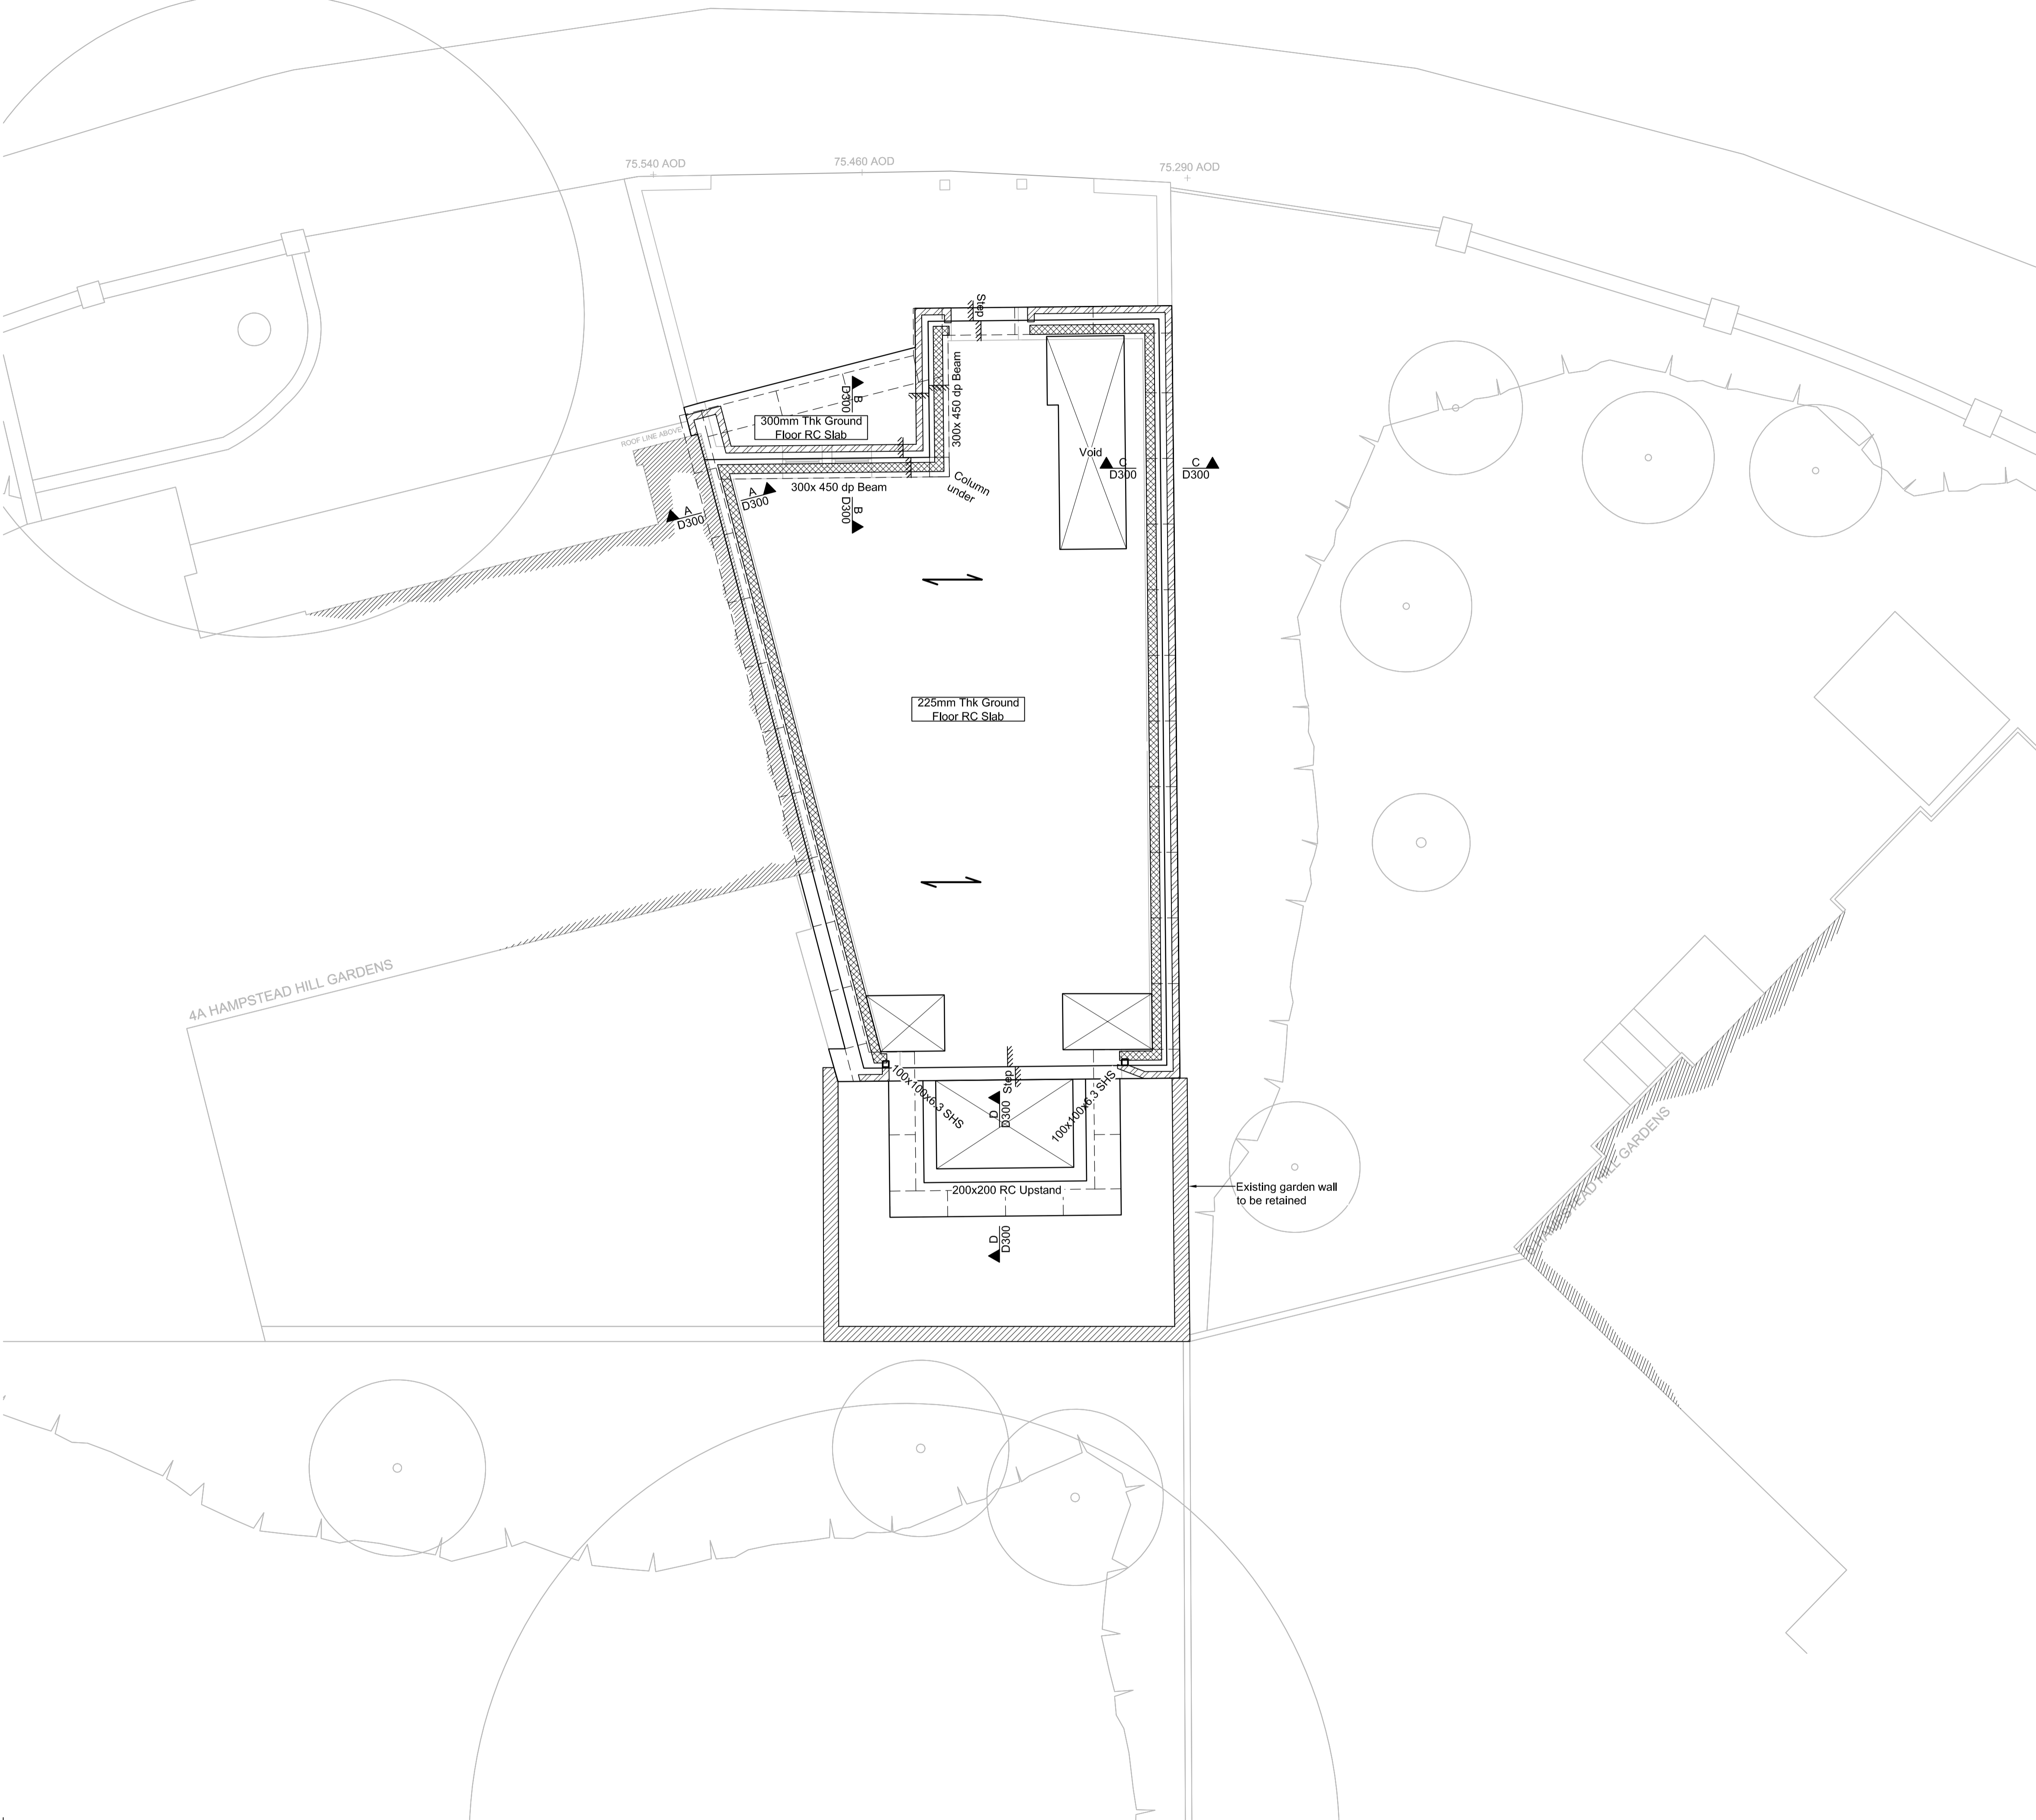 75.540 AOD
75.460 AOD
75.290 AOD
Step
300x 450 dp Beam
B
D300
300mm Thk Ground
Floor RC Slab
ROOF LINE ABOVE
Void
C
D300
C
D300
Column
under
300x 450 dp Beam
A
D300
A
D300
B
D300
225mm Thk Ground
Floor RC Slab
4A HAMPSTEAD HILL GARDENS
100x100x6.3 SHS
Step
100x100x6.3 SHS
D
D300
200x200 RC Upstand
Existing garden wall
to be retained
D
D300
HAMPSTEAD HILL GARDENS